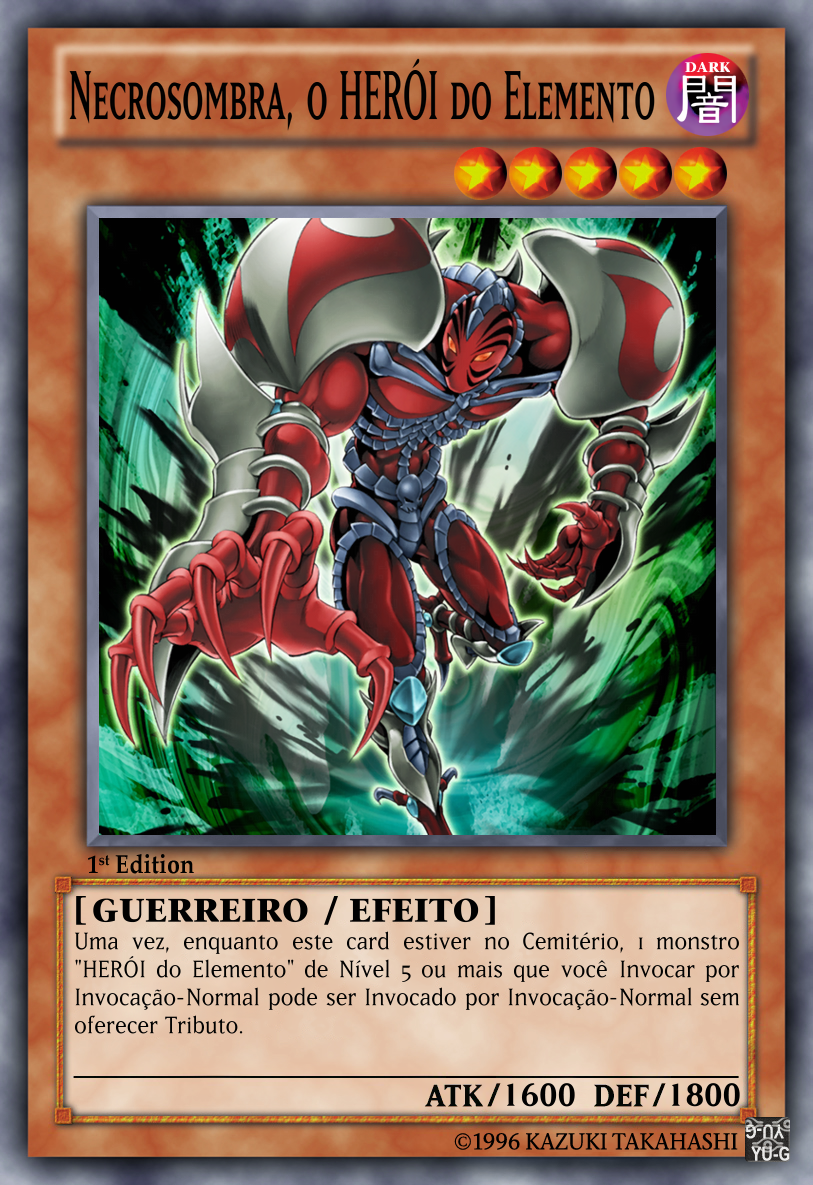 Necrosombra, o HERÓI do Elemento
DARK
闇
1st Edition
[ GUERREIRO / EFEITO ]
Uma vez, enquanto este card estiver no Cemitério, 1 monstro
"HERÓI do Elemento" de Nível 5 ou mais que você Invocar por
Invocação-Normal pode ser Invocado por Invocação-Normal sem
oferecer Tributo.
ATK/1600 DEF/1800
©1996 KAZUKI TAKAHASHI
YU-G